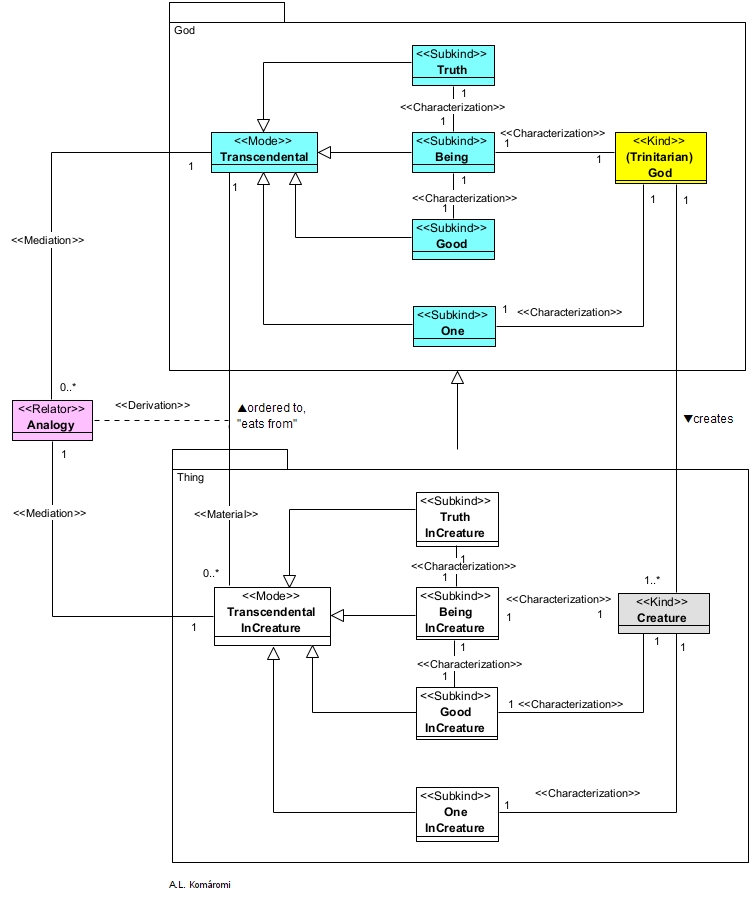 God
<<Subkind>>
Truth
1
<<Characterization>>
1
<<Mode>>
Transcendental
<<Subkind>>
Being
<<Characterization>>
1
1
<<Kind>>
(Trinitarian)
God
1
1
1
<<Characterization>>
1
1
1
<<Subkind>>
Good
<<Mediation>>
<<Subkind>>
One
1
<<Characterization>>
0..*
<<Relator>>
Analogy
<<Derivation>>
▲ordered to,
"eats from"
▼creates
1
Thing
<<Mediation>>
<<Material>>
<<Subkind>>
Truth
InCreature
1
<<Characterization>>
1
0..*
1..*
<<Mode>>
Transcendental
InCreature
1
<<Subkind>>
Being
InCreature
<<Characterization>>
1
1
<<Kind>>
Creature
1
1
1
<<Characterization>>
1
<<Subkind>>
Good
InCreature
1
<<Characterization>>
<<Subkind>>
One
InCreature
1
<<Characterization>>
A.L. Komáromi